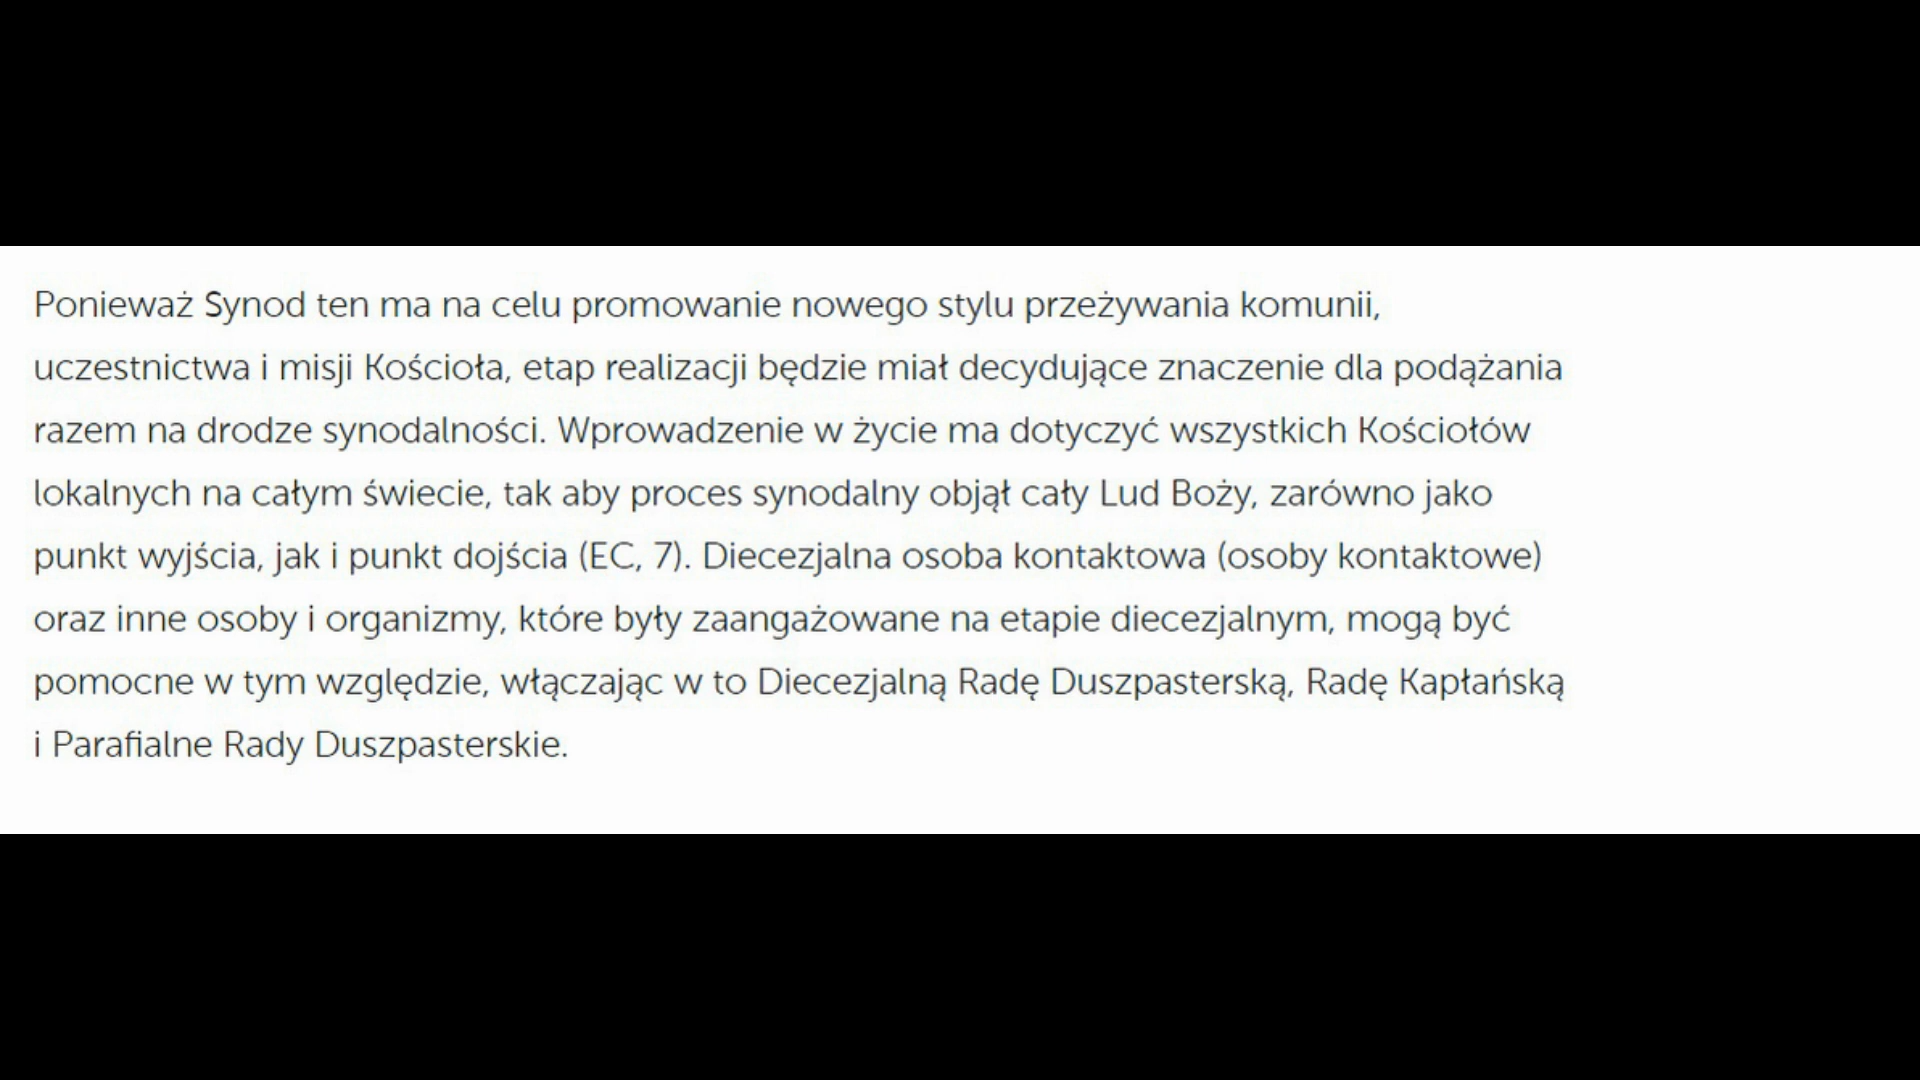 Ponieważ Synod ten ma na celu promowanie nowego stylu przeżywania komunii,
uczestnictwa i misji Kościoła, etap realizacji będzie miał decydujące znaczenie dla podążania
razem na drodze synodalności. Wprowadzenie w życie ma dotyczyć wszystkich Kościołów
lokalnych na całym świecie, tak aby proces synodalny objął cały Lud Boży, zarówno jako
punkt wyjścia, jak i punkt dojścia (EC, 7). Diecezjalna osoba kontaktowa (osoby kontaktowe)
oraz inne osoby i organizmy, które były zaangażowane na etapie diecezjalnym, mogą być
pomocne w tym względzie, włączając w to Diecezjalną Radę Duszpasterską, Radę Kapłańską
i Parafialne Rady Duszpasterskie.